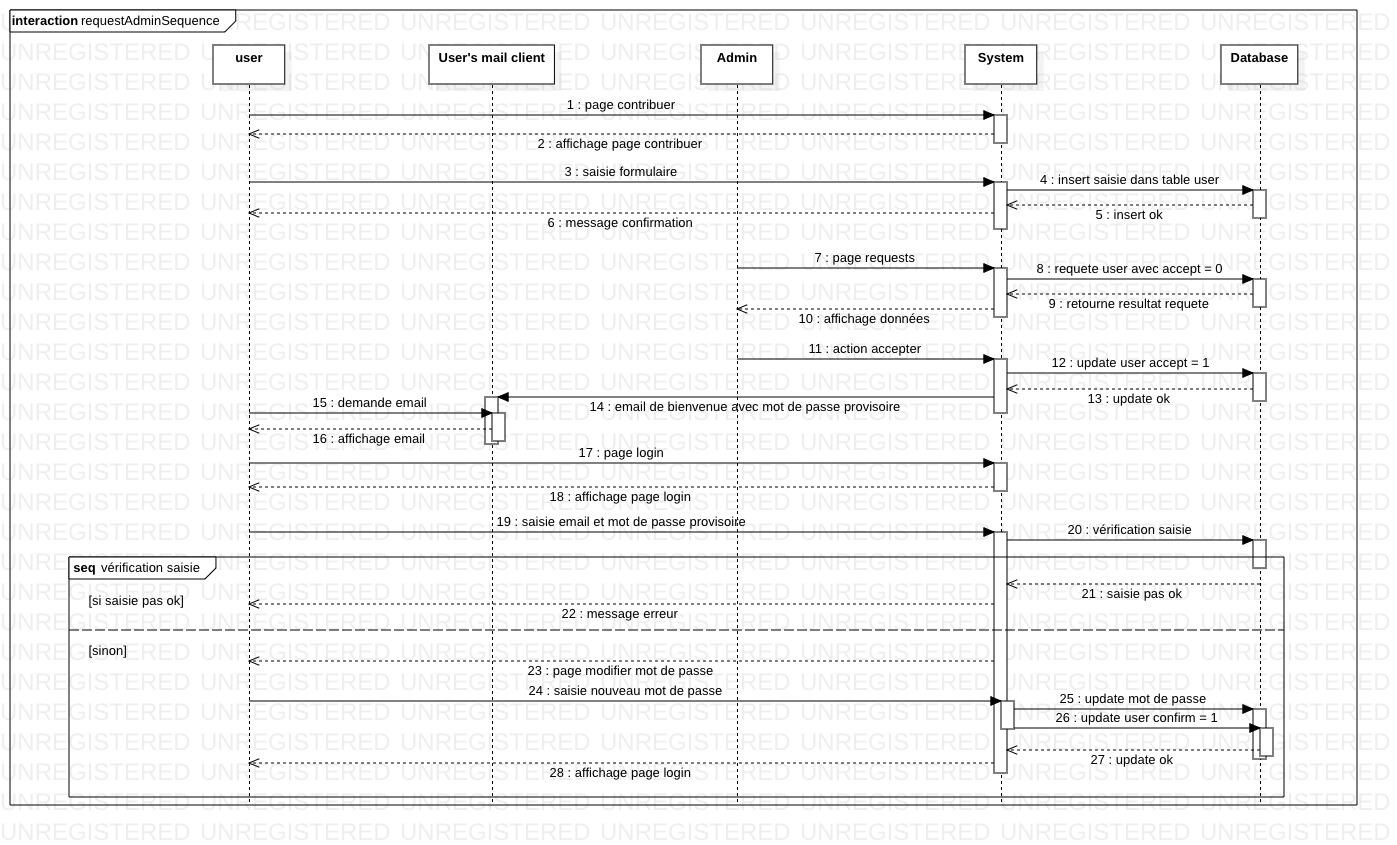 interaction requestAdminSequence
user
User's mail client
Admin
System
Database
1 : page contribuer
2 : affichage page contribuer
3 : saisie formulaire
4 : insert saisie dans table user
5 : insert ok
6 : message confirmation
7 : page requests
8 : requete user avec accept = 0
9 : retourne resultat requete
10 : affichage données
11 : action accepter
12 : update user accept = 1
13 : update ok
14 : email de bienvenue avec mot de passe provisoire
15 : demande email
16 : affichage email
17 : page login
18 : affichage page login
19 : saisie email et mot de passe provisoire
20 : vérification saisie
seq vérification saisie
[si saisie pas ok]
21 : saisie pas ok
22 : message erreur
[sinon]
23 : page modifier mot de passe
24 : saisie nouveau mot de passe
25 : update mot de passe
26 : update user confirm = 1
27 : update ok
28 : affichage page login
UNREGISTERED